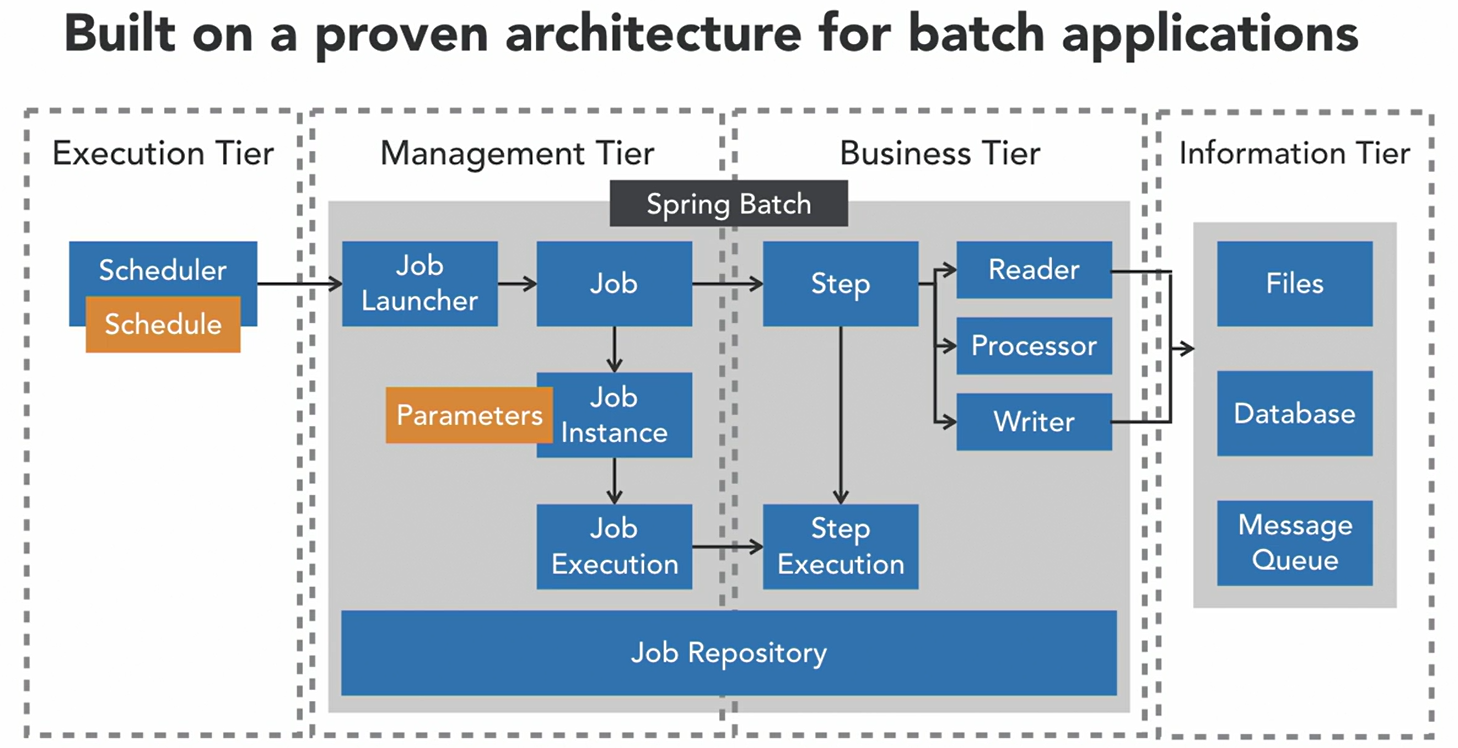 Built on a proven architecture for batch applications
Execution Tier
Management Tier
Business Tier
Information Tier
Spring Batch
Scheduler
Schedule
Job
Launcher
Job
Step
Reader
Processor
Writer
Files
Parameters
Job
Instance
Database
Job
Execution
Step
Execution
Message
Queue
Job Repository